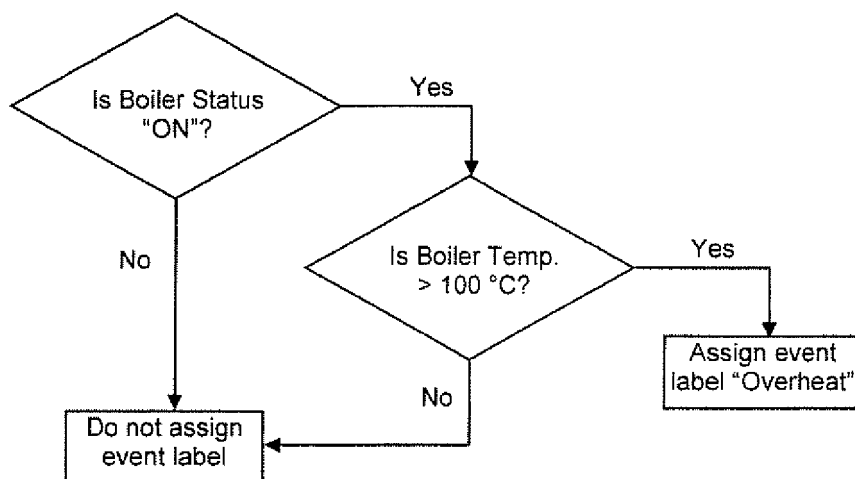 Is Boiler Status
“ON”?
Yes
No
Is Boiler Temp.
> 100 °C?
Yes
No
Assign event
label “Overheat”
Do not assign
event label